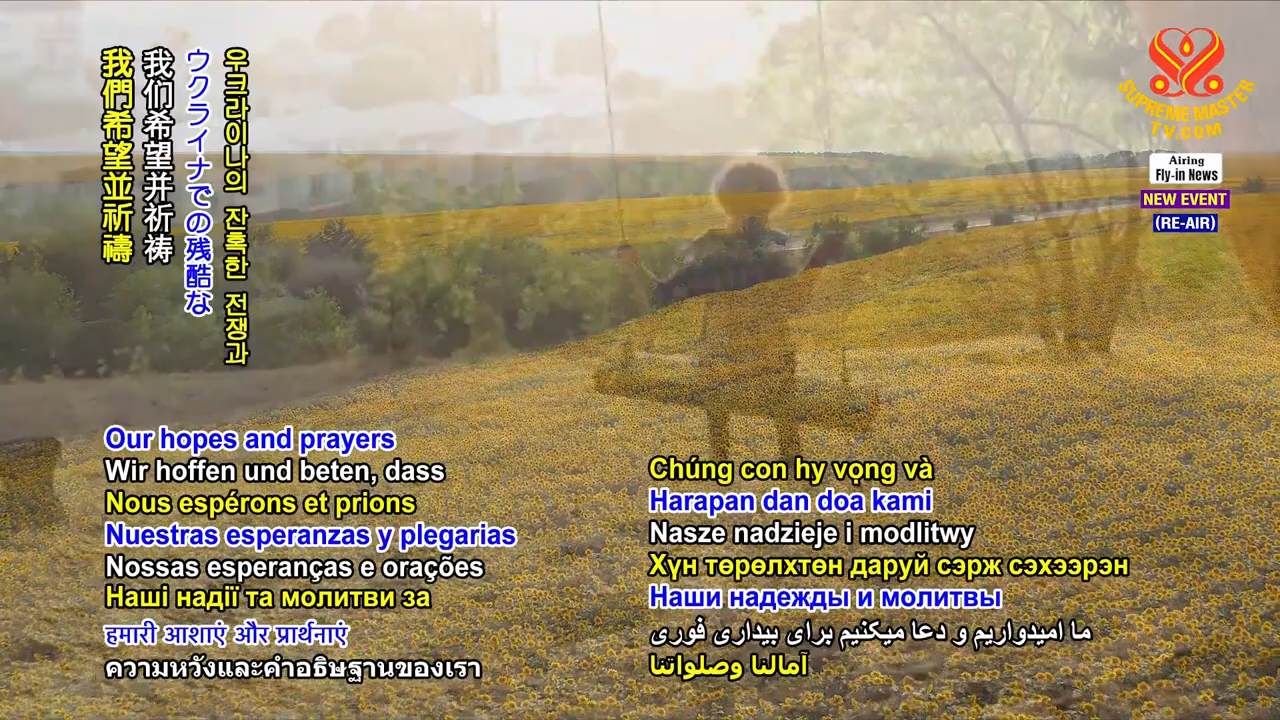 我們希望並祈禱
我们希望并祈祷
ウクライナでの残酷な
우크라이나의 잔혹한 전쟁과
SUPREME MASTER
TV.COM
Airing
Fly-in News
NEW EVENT
(RE-AIR)
Our hopes and prayers
Wir hoffen und beten, dass
Nous espérons et prions
Nuestras esperanzas y plegarias
Nossas esperanças e orações
Наші надії та молитви за
हमारी आशाएं और प्रार्थनाएं
ความหวังและคำอธิษฐานของเรา
Chúng con hy vọng và
Harapan dan doa kami
Nasze nadzieje i modlitwy
Хүн төрөлхтөн даруй сэрж сэхээрэн
Наши надежды и молитвы
ما امیدواریم و دعا میکنیم برای بیداری فوری
آمالنا وصلواتنا